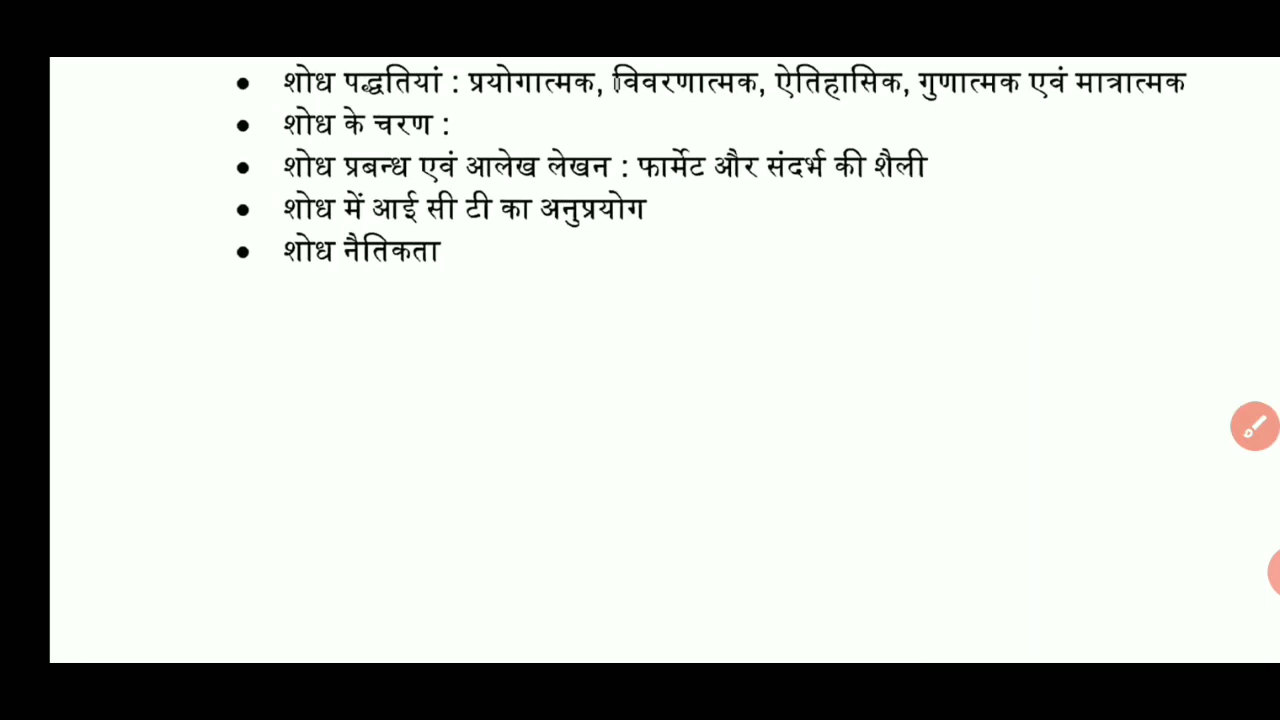 • शोध पद्धतियां : प्रयोगात्मक, विवरणात्मक, ऐतिहासिक, गुणात्मक एवं मात्रात्मक
• शोध के चरण :
• शोध प्रबन्ध एवं आलेख लेखन : फार्मेट और संदर्भ की शैली
• शोध में आई सी टी का अनुप्रयोग
• शोध नैतिकता